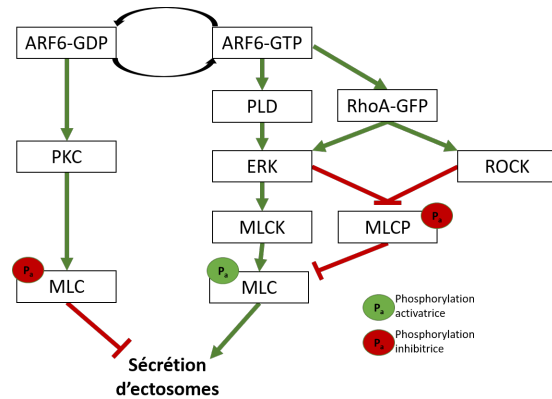 ARF6-GDP
ARF6-GTP
PLD
RhoA-GFP
PKC
ERK
ROCK
MLCK
MLCP
Pa
Pa
MLC
Pa
MLC
Pa
Phosphorylation
activatrice
Pa
Phosphorylation
inhibitrice
Sécrétion
d'ectosomes